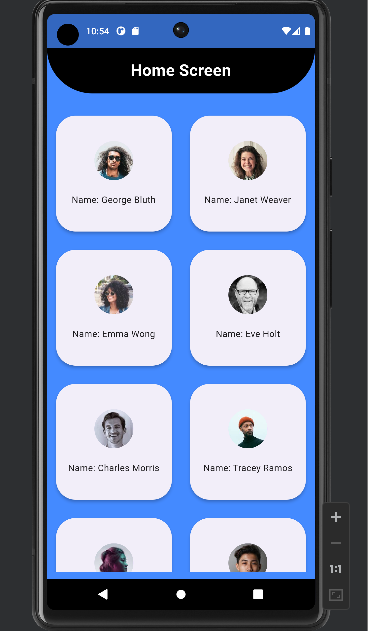 10:54
Home Screen
Name: George Bluth
Name: Janet Weaver
Name: Emma Wong
Name: Eve Holt
Name: Charles Morris
Name: Tracey Ramos
1:1